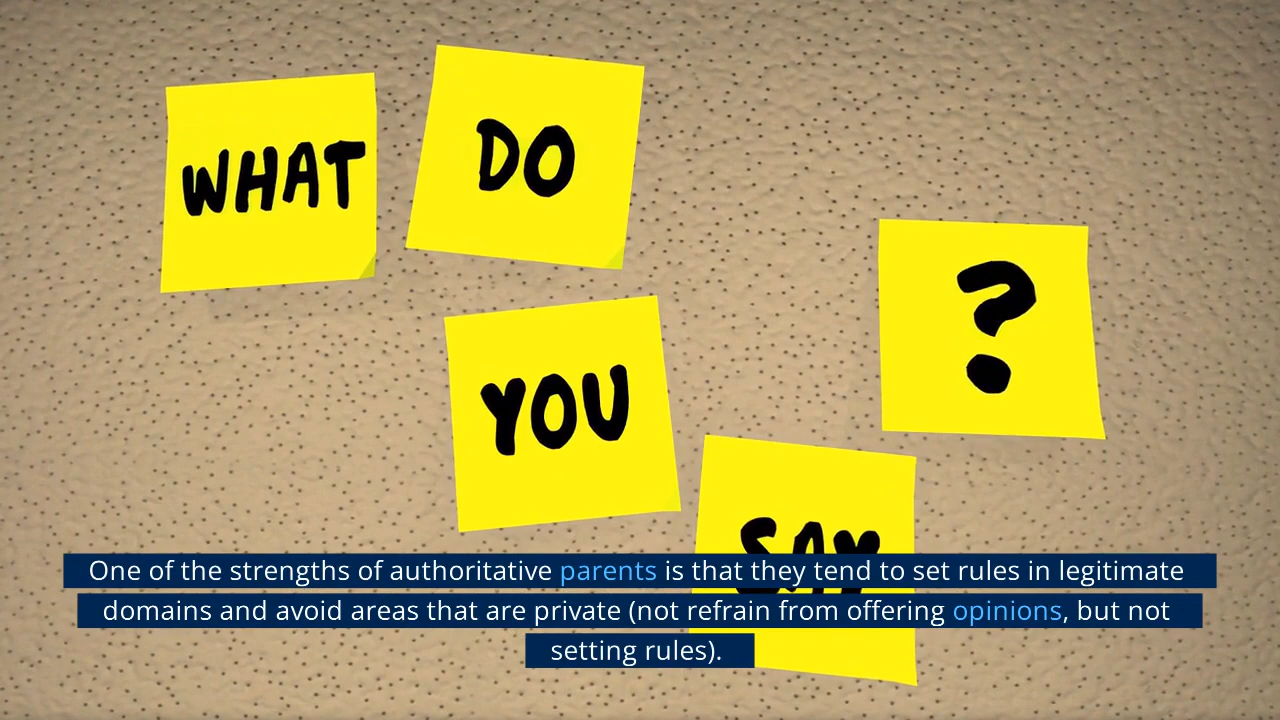 WHAT
DO
YOU
?
SAY
One of the strengths of authoritative parents is that they tend to set rules in legitimate
domains and avoid areas that are private (not refrain from offering opinions, but not
setting rules).